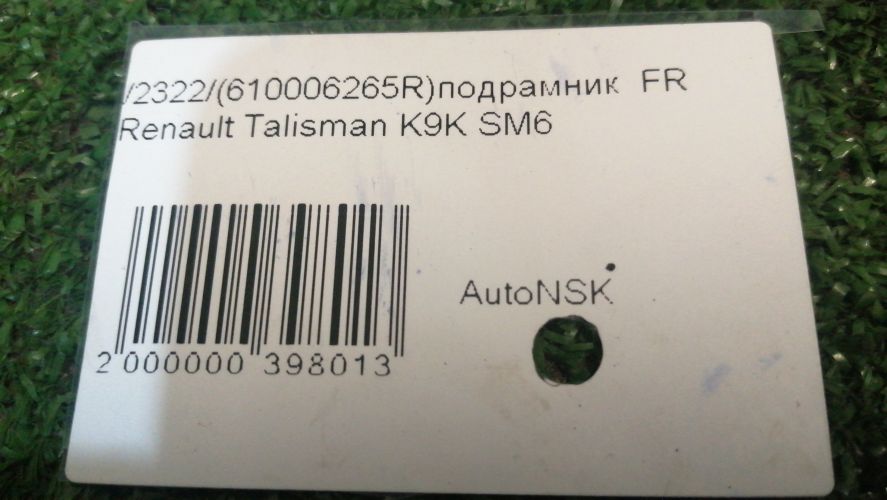 /2322/(610006265R)подрамник FR
Renault Talisman K9K SM6
AutoNSK
2 000000 398013